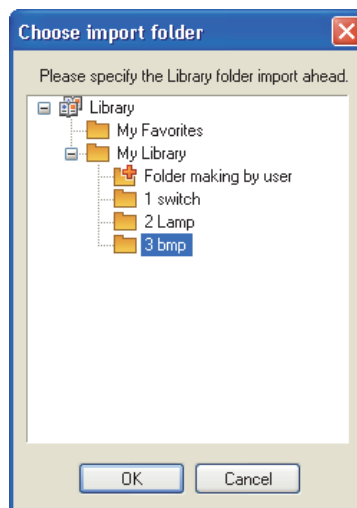 Choose import folder
Please specify the Library folder import ahead.
Library
My Favorites
My Library
Folder making by user
1 switch
2 Lamp
3 bmp
OK Cancel